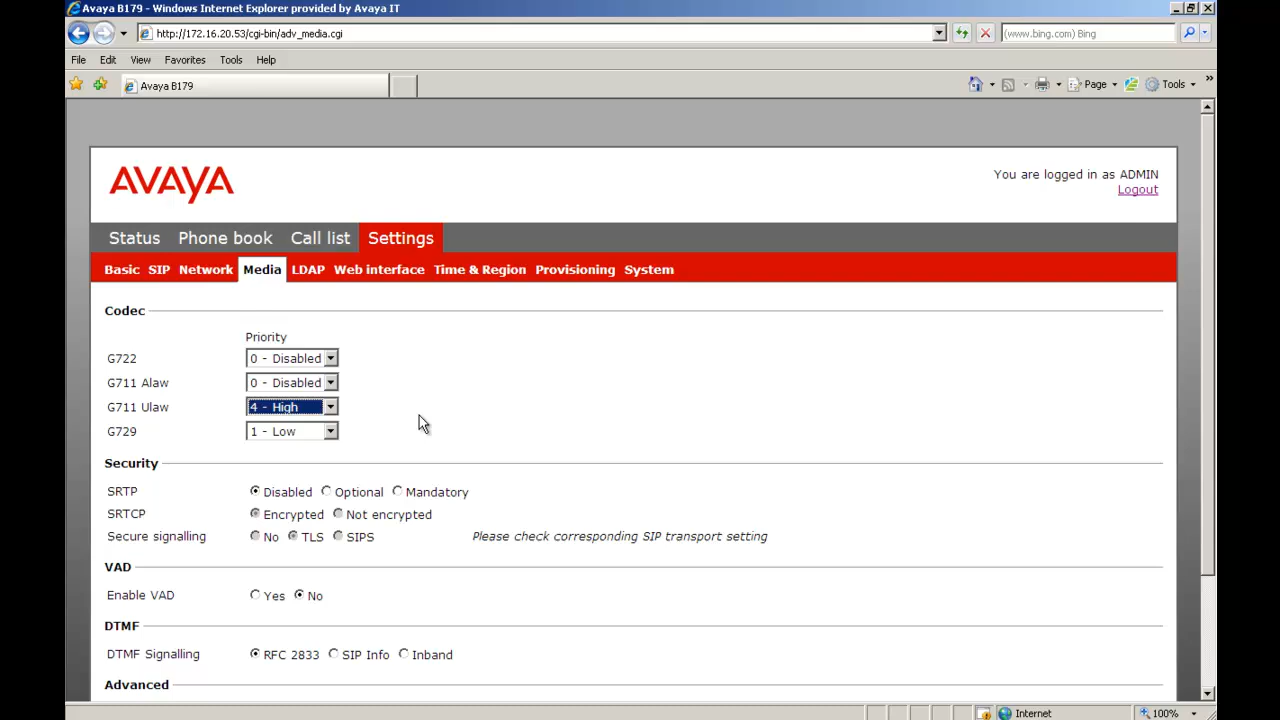 Avaya B179 - Windows Internet Explorer provided by Avaya IT
http://172.16.20.53/cgi-bin/adv_media.cgi
(www.bing.com) Bing
File Edit View Favorites Tools Help
Avaya B179
Page Tools
AVAYA
You are logged in as ADMIN
Logout
Status Phone book Call list Settings
Basic SIP Network Media LDAP Web interface Time & Region Provisioning System
Codec
Priority
G722 0 - Disabled
G711 Alaw 0 - Disabled
G711 Ulaw 4 - High
G729 1 - Low
Security
SRTP Disabled Optional Mandatory
SRTCP Encrypted Not encrypted
Secure signalling No TLS SIPS Please check corresponding SIP transport setting
VAD
Enable VAD Yes No
DTMF
DTMF Signalling RFC 2833 SIP Info Inband
Advanced
Internet 100%